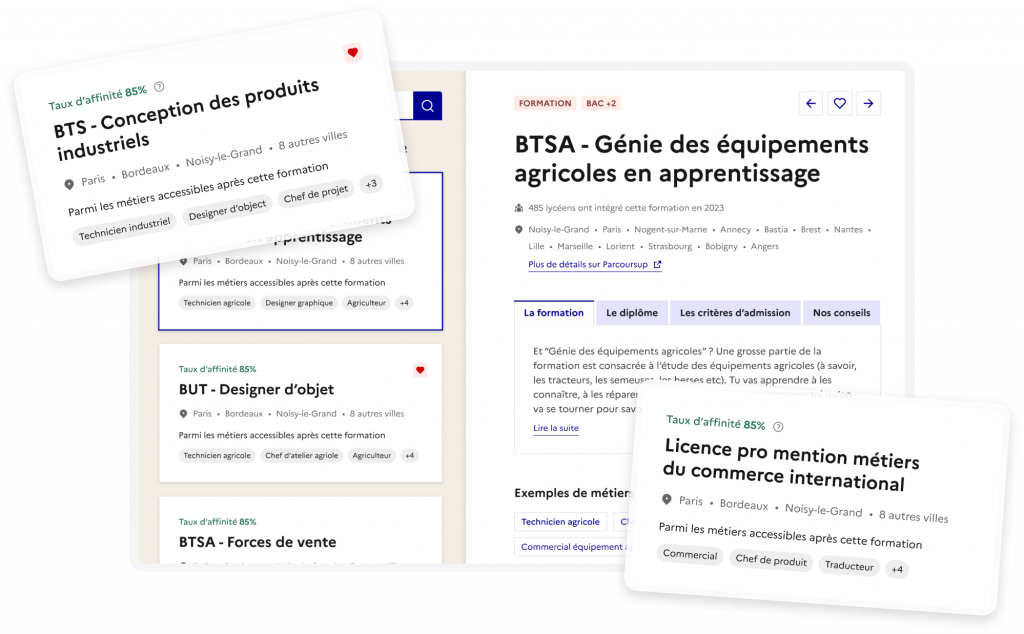 Taux d'affinité 85%
BTS - Conception des produits
industriels
Paris • Bordeaux • Noisy-le-Grand • 8 autres villes
Parmi les métiers accessibles après cette formation
Technicien industriel Designer d'object Chef de projet +3
apprentissage
Paris • Bordeaux • Noisy-le-Grand • 8 autres villes
Parmi les métiers accessibles après cette formation
Technicien agricole Designer graphique Agriculteur +4
Taux d'affinité 85%
BUT - Designer d'objet
Paris • Bordeaux • Noisy-le-Grand • 8 autres villes
Parmi les métiers accessibles après cette formation
Technicien agricole Chef d'atelier agriole Agriculteur +4
Taux d'affinité 85%
BTSA - Forces de vente
FORMATION BAC +2
BTSA - Génie des équipements
agricoles en apprentissage
485 lycéens ont intégré cette formation en 2023
Noisy-le-Grand • Paris • Nogent-sur-Marne • Annecy • Bastia • Brest • Nantes •
Lille • Marseille • Lorient • Strasbourg • Bobigny • Angers
Plus de détails sur Parcoursup
La formation Le diplôme Les critères d'admission Nos conseils
Et "Génie des équipements agricoles" ? Une grosse partie de la
formation est consacrée à l'étude des équipements agricoles (à savoir,
les tracteurs, les semeuses, les herses etc). Tu vas apprendre à les
connaître, à les réparer
va se tourner pour
Lire la suite
Exemples de métiers
Technicien agricole
Commercial équipement
Taux d'affinité 85%
Licence pro mention métiers
du commerce international
Paris • Bordeaux • Noisy-le-Grand • 8 autres villes
Parmi les métiers accessibles après cette formation
Commercial Chef de produit Traducteur +4